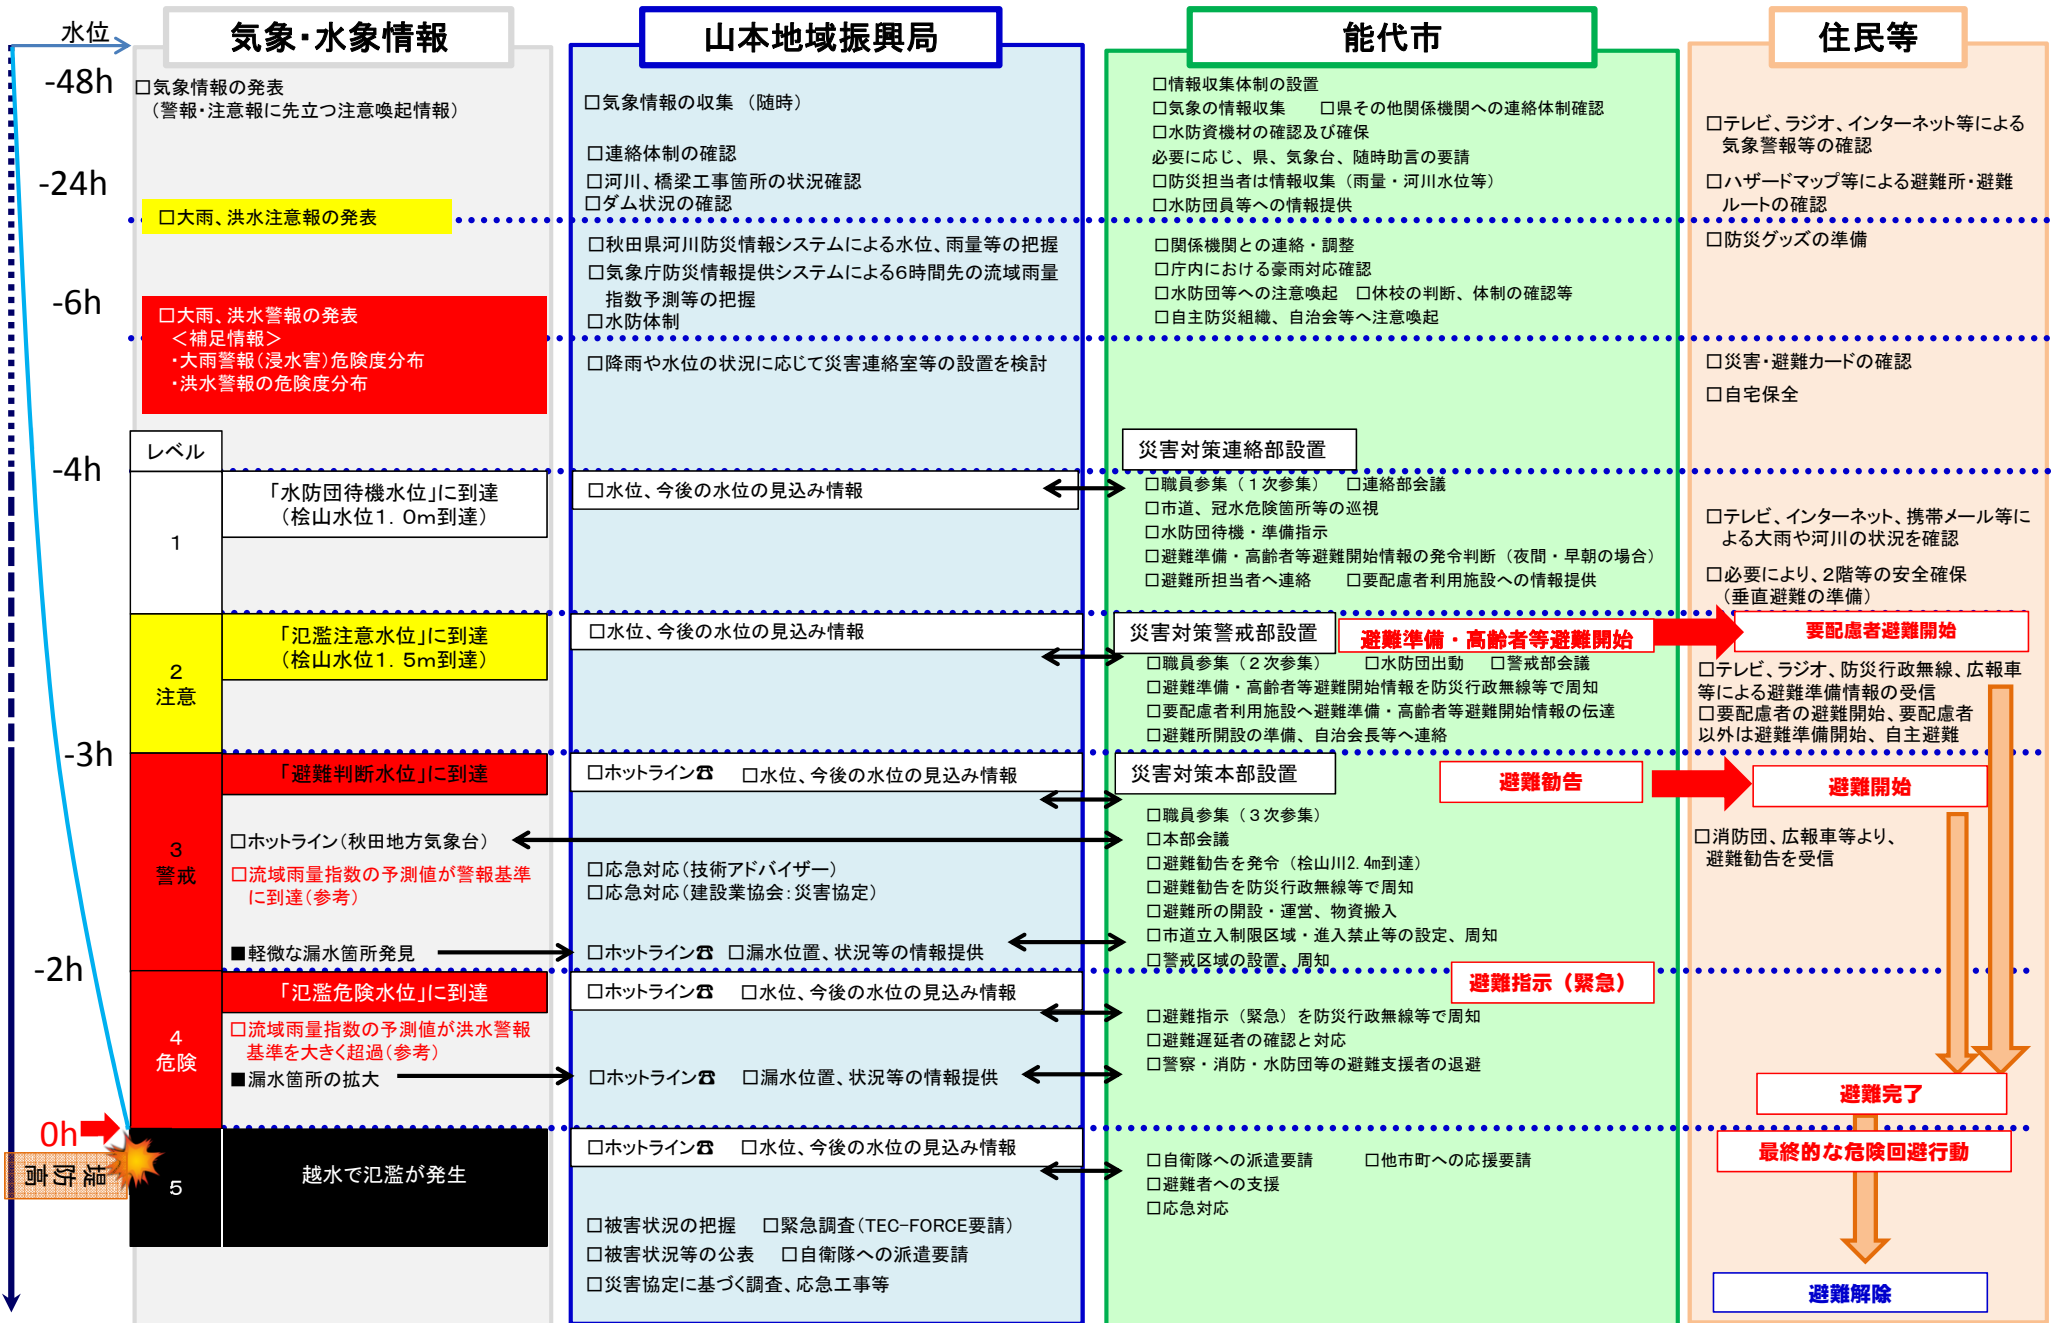 水位
-48h
-24h
-6h
-4h
-3h
-2h
0h
堤防高
気象・水象情報
□気象情報の発表
（警報・注意報に先立つ注意喚起情報）
□大雨、洪水注意報の発表
□大雨、洪水警報の発表
＜補足情報＞
・大雨警報（浸水害）危険度分布
・洪水警報の危険度分布
レベル
1
「水防団待機水位」に到達
（桧山水位１．０ｍ到達）
2
注意
「氾濫注意水位」に到達
（桧山水位１．５ｍ到達）
3
警戒
「避難判断水位」に到達
□ホットライン（秋田地方気象台）
□流域雨量指数の予測値が警報基準
に到達（参考）
■軽微な漏水箇所発見
4
危険
「氾濫危険水位」に到達
□流域雨量指数の予測値が洪水警報
基準を大きく超過（参考）
■漏水箇所の拡大
5
越水で氾濫が発生
山本地域振興局
□気象情報の収集 （随時）
□連絡体制の確認
□河川、橋梁工事箇所の状況確認
□ダム状況の確認
□秋田県河川防災情報システムによる水位、雨量等の把握
□気象庁防災情報提供システムによる６時間先の流域雨量
指数予測等の把握
□水防体制
□降雨や水位の状況に応じて災害連絡室等の設置を検討
□水位、今後の水位の見込み情報
□水位、今後の水位の見込み情報
□ホットライン☎ □水位、今後の水位の見込み情報
□応急対応（技術アドバイザー）
□応急対応（建設業協会：災害協定）
□ホットライン☎ □漏水位置、状況等の情報提供
□ホットライン☎ □水位、今後の水位の見込み情報
□ホットライン☎ □漏水位置、状況等の情報提供
□ホットライン☎ □水位、今後の水位の見込み情報
□被害状況の把握 □緊急調査（TEC-FORCE要請）
□被害状況等の公表 □自衛隊への派遣要請
□災害協定に基づく調査、応急工事等
能代市
□情報収集体制の設置
□気象の情報収集 □県その他関係機関への連絡体制確認
□水防資機材の確認及び確保
必要に応じ、県、気象台、随時助言の要請
□防災担当者は情報収集（雨量・河川水位等）
□水防団員等への情報提供
□関係機関との連絡・調整
□庁内における豪雨対応確認
□水防団等への注意喚起 □休校の判断、体制の確認等
□自主防災組織、自治会等へ注意喚起
災害対策連絡部設置
□職員参集（１次参集） □連絡部会議
□市道、冠水危険箇所等の巡視
□水防団待機・準備指示
□避難準備・高齢者等避難開始情報の発令判断（夜間・早朝の場合）
□避難所担当者へ連絡 □要配慮者利用施設への情報提供
災害対策警戒部設置
避難準備・高齢者等避難開始
□職員参集（２次参集） □水防団出動 □警戒部会議
□避難準備・高齢者等避難開始情報を防災行政無線等で周知
□要配慮者利用施設へ避難準備・高齢者等避難開始情報の伝達
□避難所開設の準備、自治会長等へ連絡
災害対策本部設置
避難勧告
□職員参集（３次参集）
□本部会議
□避難勧告を発令（桧山川2.4m到達）
□避難勧告を防災行政無線等で周知
□避難所の開設・運営、物資搬入
□市道立入制限区域・進入禁止等の設定、周知
□警戒区域の設置、周知
避難指示（緊急）
□避難指示（緊急）を防災行政無線等で周知
□避難遅延者の確認と対応
□警察・消防・水防団等の避難支援者の退避
□自衛隊への派遣要請 □他市町への応援要請
□避難者への支援
□応急対応
住民等
□テレビ、ラジオ、インターネット等による
気象警報等の確認
□ハザードマップ等による避難所・避難
ルートの確認
□防災グッズの準備
□災害・避難カードの確認
□自宅保全
□テレビ、インターネット、携帯メール等に
よる大雨や河川の状況を確認
□必要により、２階等の安全確保
（垂直避難の準備）
要配慮者避難開始
□テレビ、ラジオ、防災行政無線、広報車
等による避難準備情報の受信
□要配慮者の避難開始、要配慮者
以外は避難準備開始、自主避難
避難開始
□消防団、広報車等より、
避難勧告を受信
避難完了
最終的な危険回避行動
避難解除